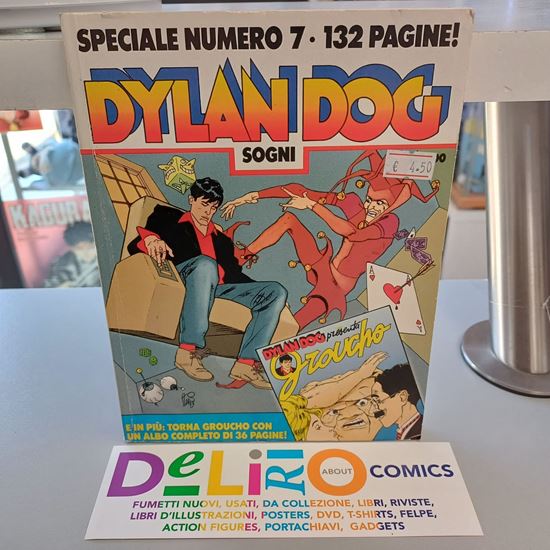 SPECIALE NUMERO 7 · 132 PAGINE!
DYLAN DOG
SOGNI
€ 4.50
A
DYLAN DOG presenta
Groucho
E IN PIÙ: TORNA GROUCHO CON
UN ALBO COMPLETO DI 36 PAGINE!
DeLiRiO ABOUT COMICS
FUMETTI NUOVI, USATI, DA COLLEZIONE, LIBRI, RIVISTE,
LIBRI D'ILLUSTRAZIONI, POSTERS, DVD, T-SHIRTS, FELPE,
ACTION FIGURES, PORTACHIAVI, GADGETS